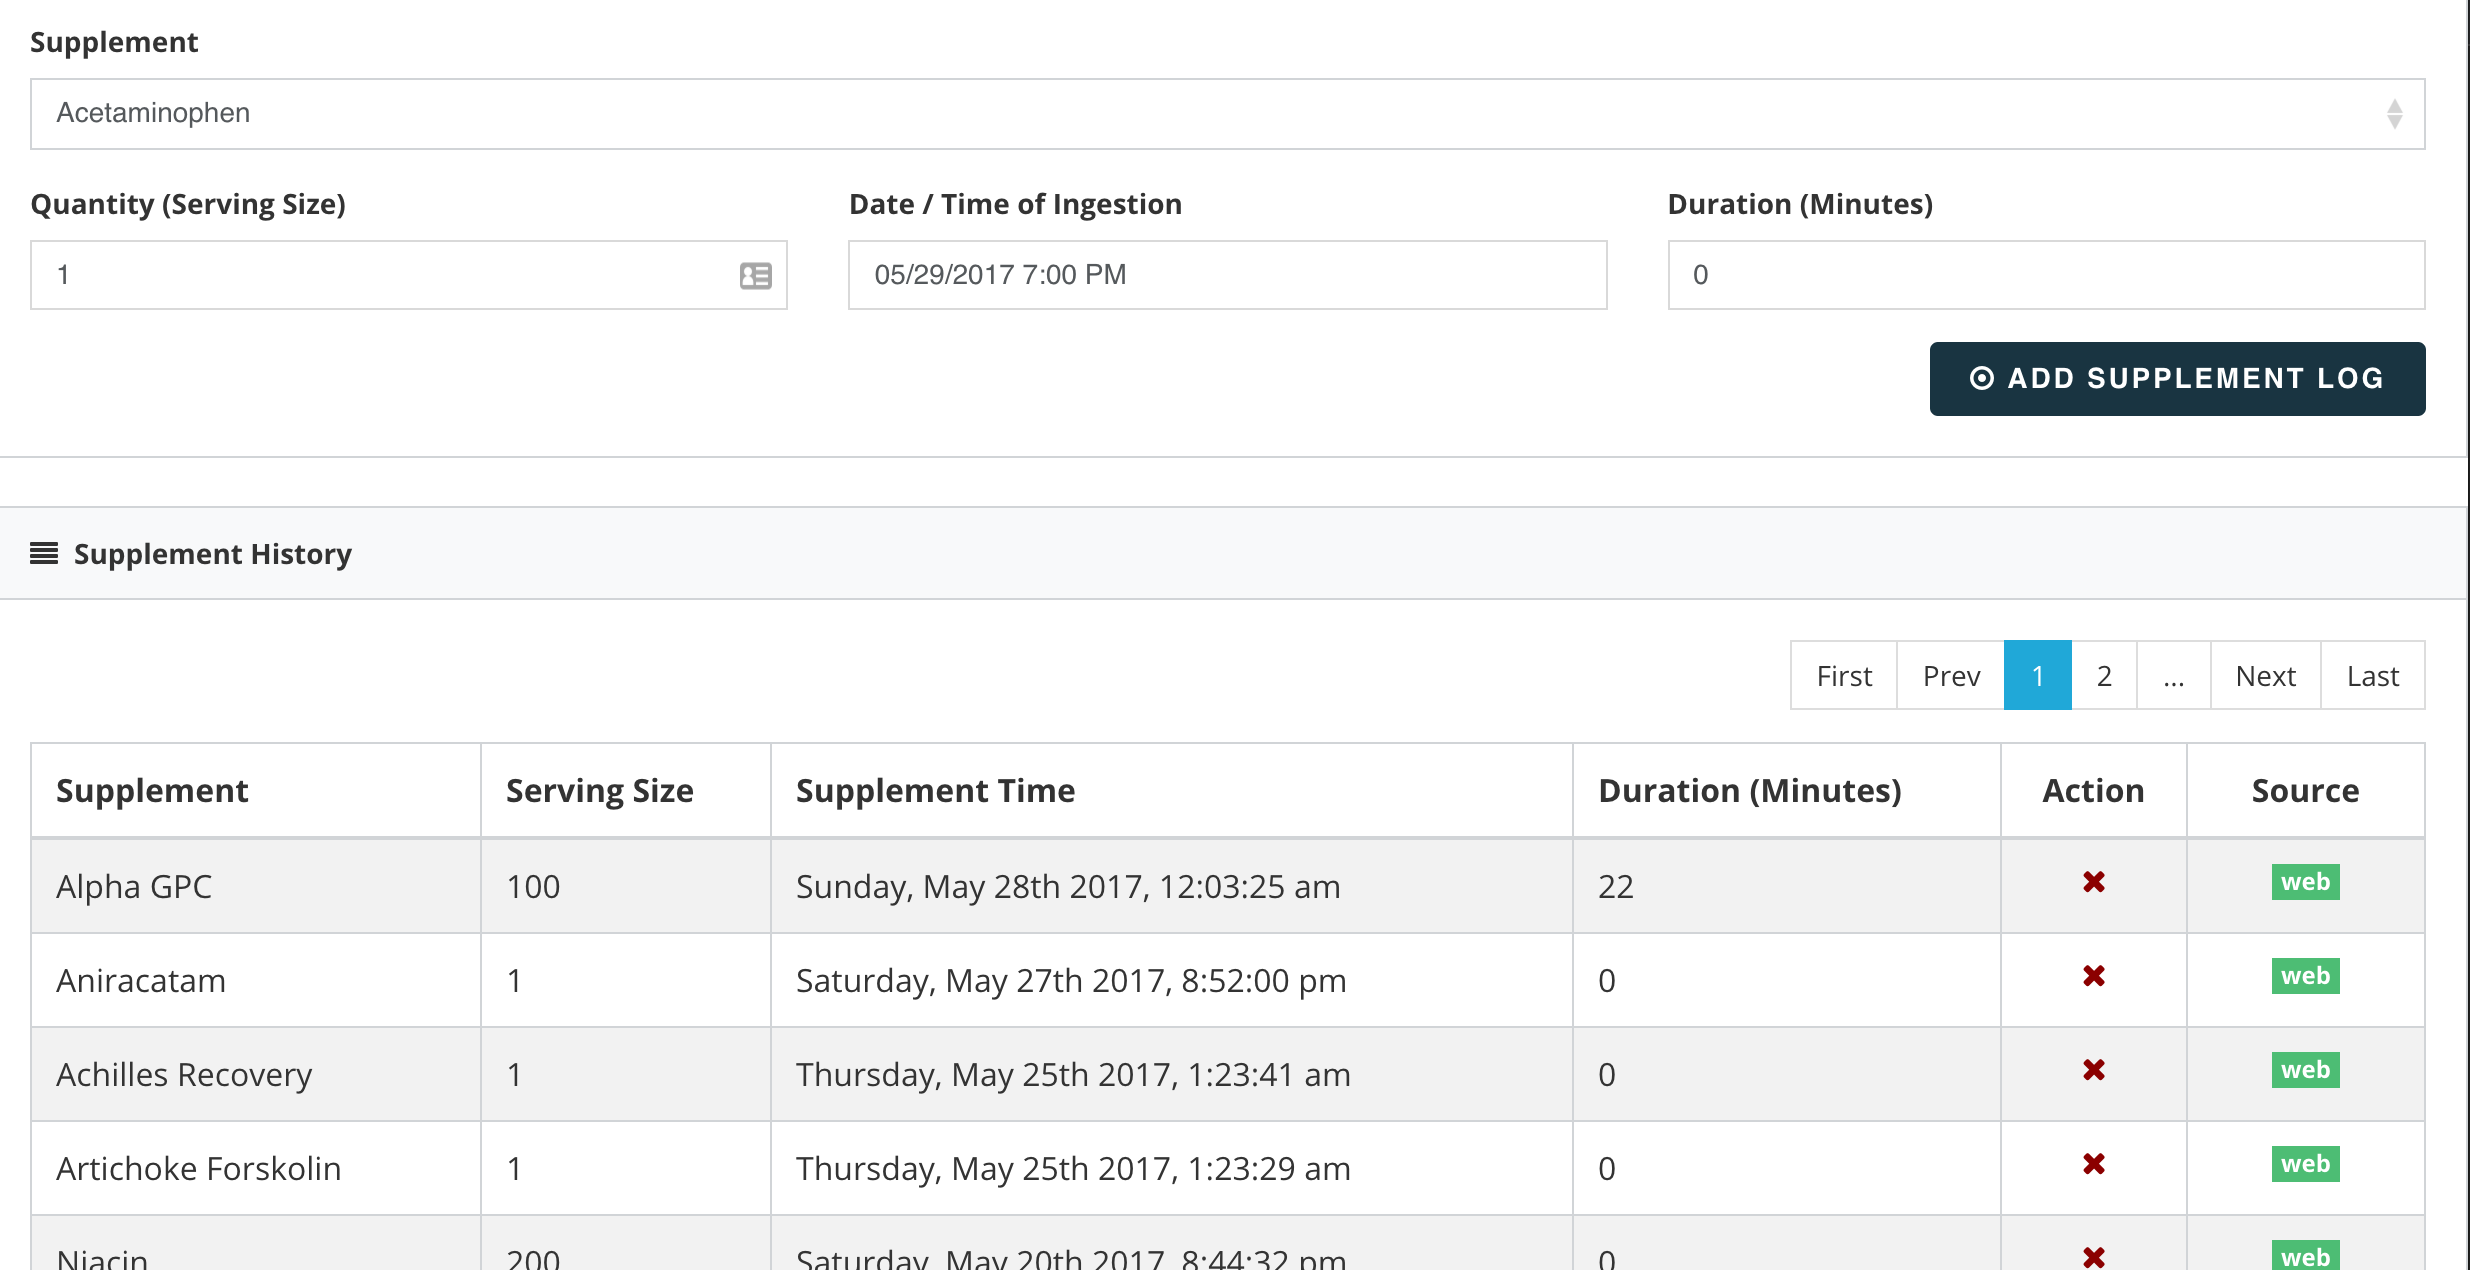 Supplement
Acetaminophen
Quantity (Serving Size) Date / Time of Ingestion Duration (Minutes)
1 05/29/2017 7:00 PM 0
ADD SUPPLEMENT LOG
Supplement History
First Prev 1 2 ... Next Last
Supplement Serving Size Supplement Time Duration (Minutes) Action Source
Alpha GPC 100 Sunday, May 28th 2017, 12:03:25 am 22 web
Aniracatam 1 Saturday, May 27th 2017, 8:52:00 pm 0 web
Achilles Recovery 1 Thursday, May 25th 2017, 1:23:41 am 0 web
Artichoke Forskolin 1 Thursday, May 25th 2017, 1:23:29 am 0 web
Niacin 200 Saturday, May 20th 2017, 8:44:32 pm 0 web